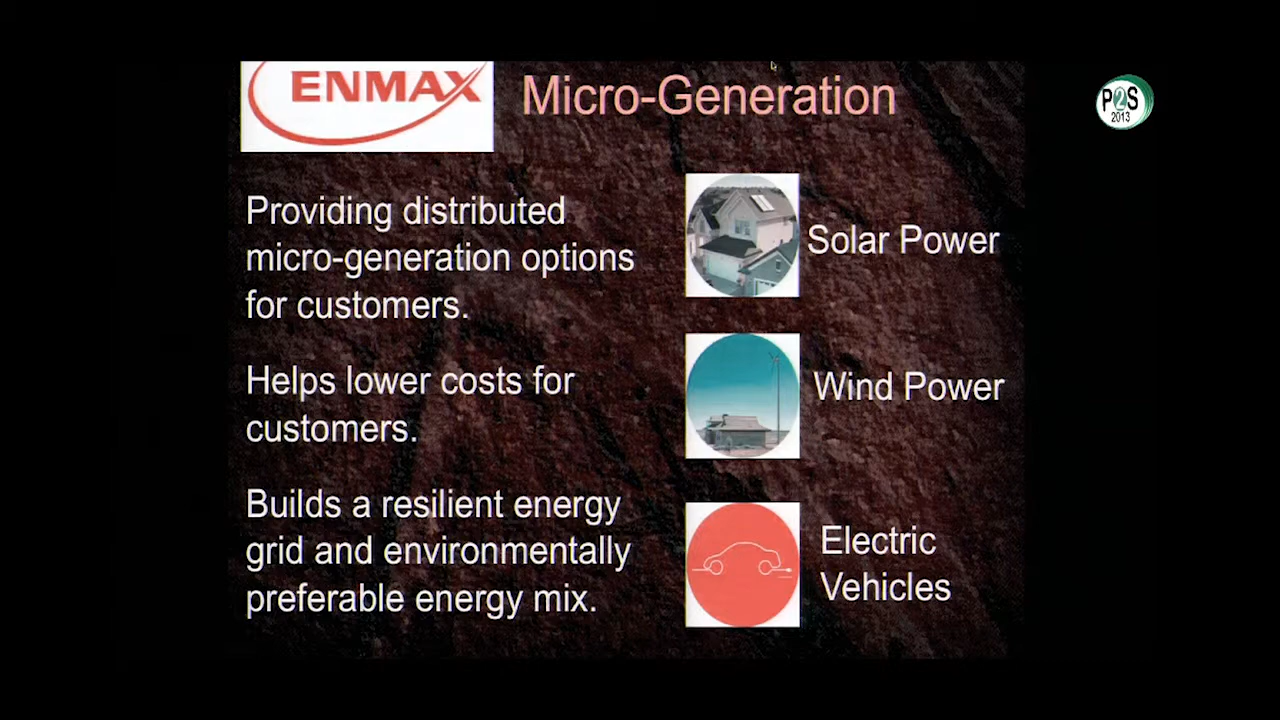 ENMAX
Micro-Generation
P2S
2013
Providing distributed
micro-generation options
for customers.
Solar Power
Helps lower costs for
customers.
Wind Power
Builds a resilient energy
grid and environmentally
preferable energy mix.
Electric
Vehicles